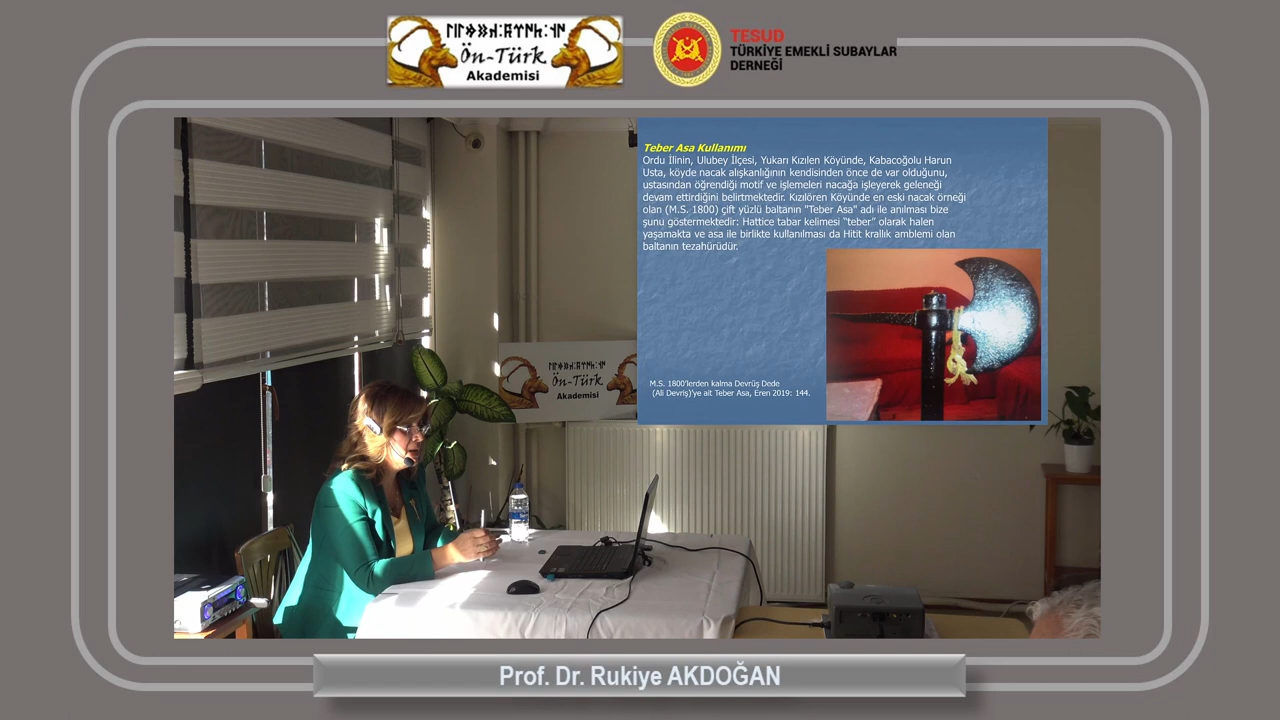 Ön-Türk
Akademisi
TESUD
TÜRKİYE EMEKLİ SUBAYLAR
DERNEĞİ
Teber Asa Kullanımı
Ordu İlinin, Ulubey İlçesi, Yukarı Kızılen Köyünde, Kabacoğolu Harun
Usta, köyde nacak alışkanlığının kendisinden önce de var olduğunu,
ustasından öğrendiği motif ve işlemeleri nacağa işleyerek geleneği
devam ettirdiğini belirtmektedir. Kızılören Köyünde en eski nacak örneği
olan (M.S. 1800) çift yüzlü baltanın "Teber Asa" adı ile anılması bize
şunu göstermektedir: Hattice tabar kelimesi "teber" olarak halen
yaşamakta ve asa ile birlikte kullanılması da Hitit krallık amblemi olan
baltanın tezahürüdür.
M.S. 1800'lerden kalma Devrüş Dede
(Ali Devriş)'ye ait Teber Asa, Eren 2019: 144.
Ön-Türk
Akademisi
Prof. Dr. Rukiye AKDOĞAN